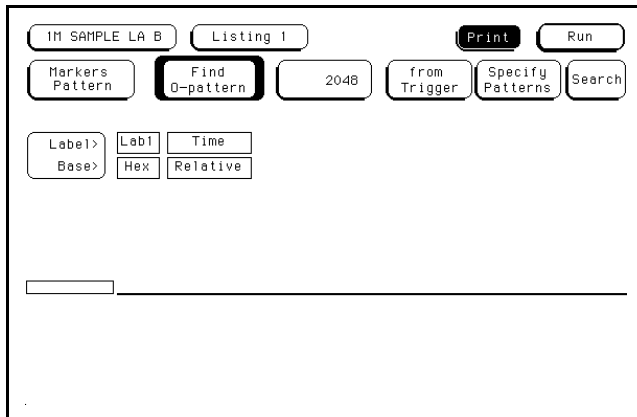 1M SAMPLE LA B Listing 1 Print Run
Markers Pattern Find O-pattern 2048 from Trigger Specify Patterns Search
Label> Lab1 Time
Base> Hex Relative